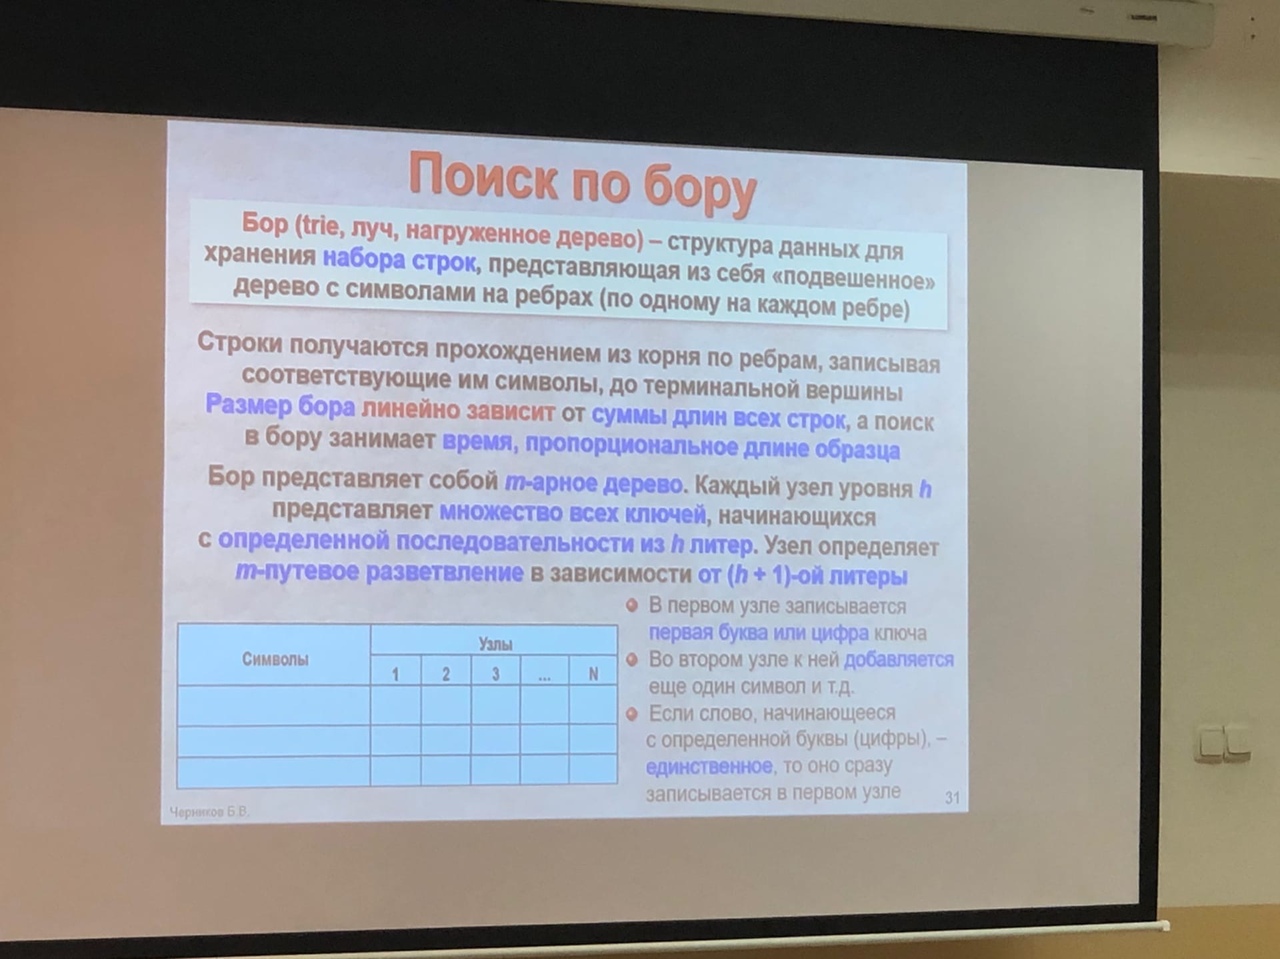 Поиск по бору
Бор (trie, луч, нагруженное дерево) – структура данных для
хранения набора строк, представляющая из себя «подвешенное»
дерево с символами на ребрах (по одному на каждом ребре)
Строки получаются прохождением из корня по ребрам, записывая
соответствующие им символы, до терминальной вершины
Размер бора линейно зависит от суммы длин всех строк, а поиск
в бору занимает время, пропорциональное длине образца
Бор представляет собой m-арное дерево. Каждый узел уровня h
представляет множество всех ключей, начинающихся
с определенной последовательности из h литер. Узел определяет
m-путевое разветвление в зависимости от (h + 1)-ой литеры
Символы
Узлы
1 2 3 ... N
В первом узле записывается
первая буква или цифра ключа
Во втором узле к ней добавляется
еще один символ и т.д.
Если слово, начинающееся
с определенной буквы (цифры), –
единственное, то оно сразу
записывается в первом узле
Черников Б.В.
31